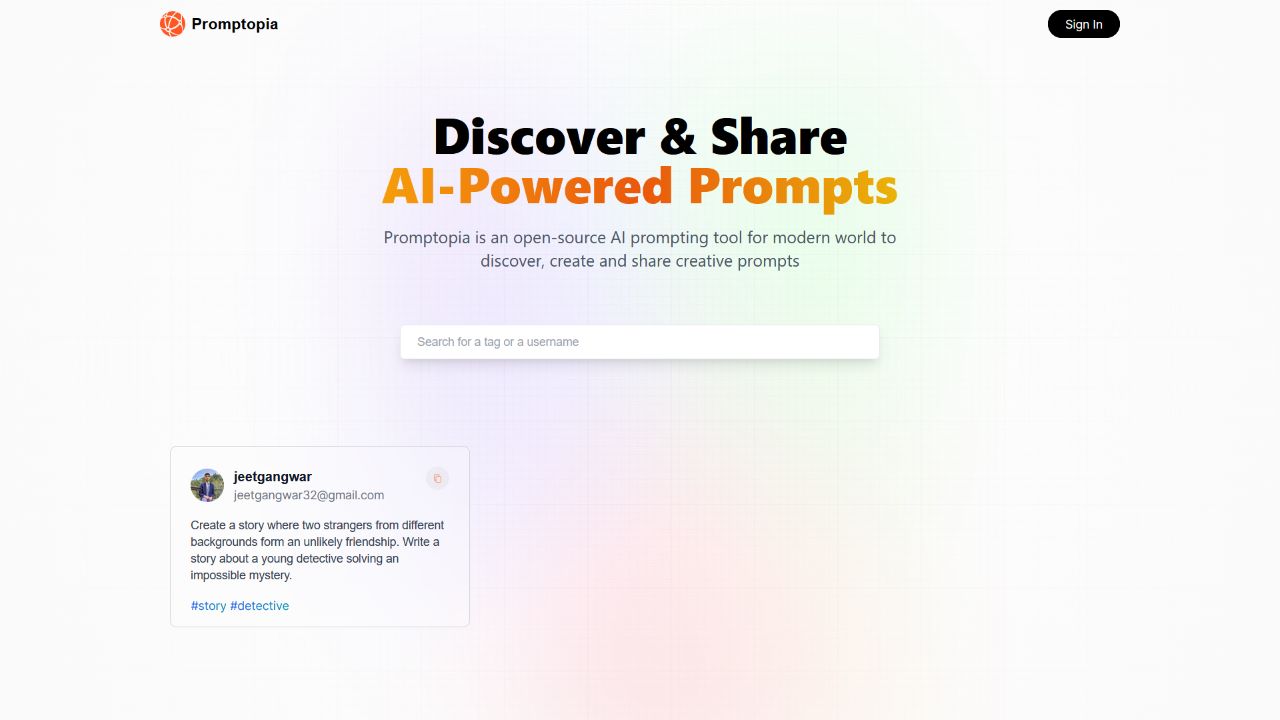 Promptopia
Sign In
Discover & Share
AI-Powered Prompts
Promptopia is an open-source AI prompting tool for modern world to
discover, create and share creative prompts
Search for a tag or a username
jeetgangwar
jeetgangwar32@gmail.com
Create a story where two strangers from different
backgrounds form an unlikely friendship. Write a
story about a young detective solving an
impossible mystery.
#story #detective